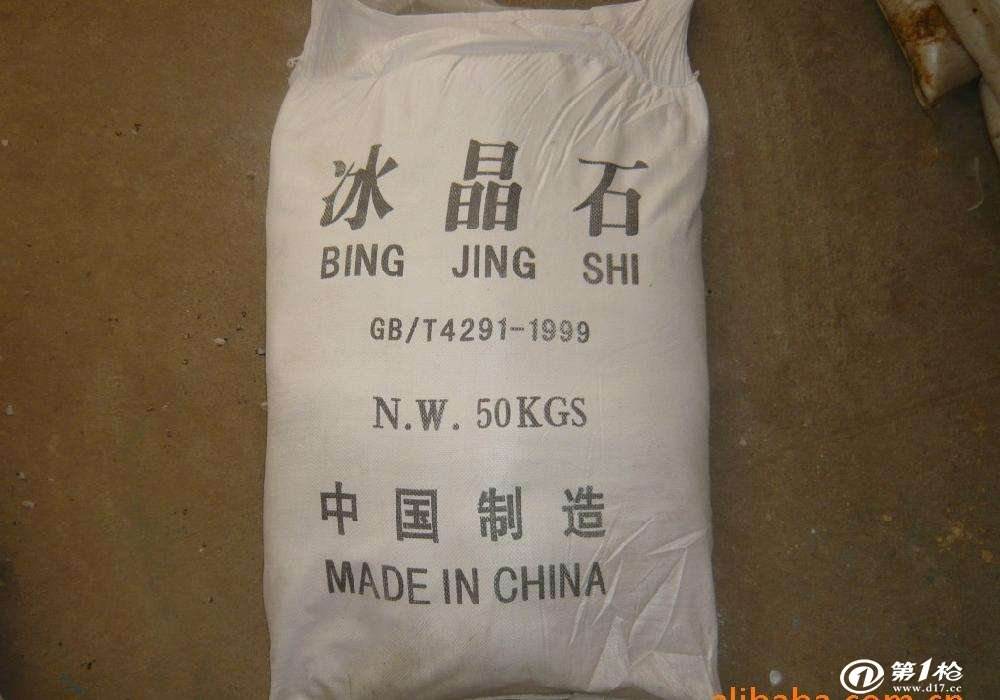 冰晶石
BING JING SHI
GB/T4291-1999
N.W. 50KGS
中国制造
MADE IN CHINA
第1枪
www.d17.cc